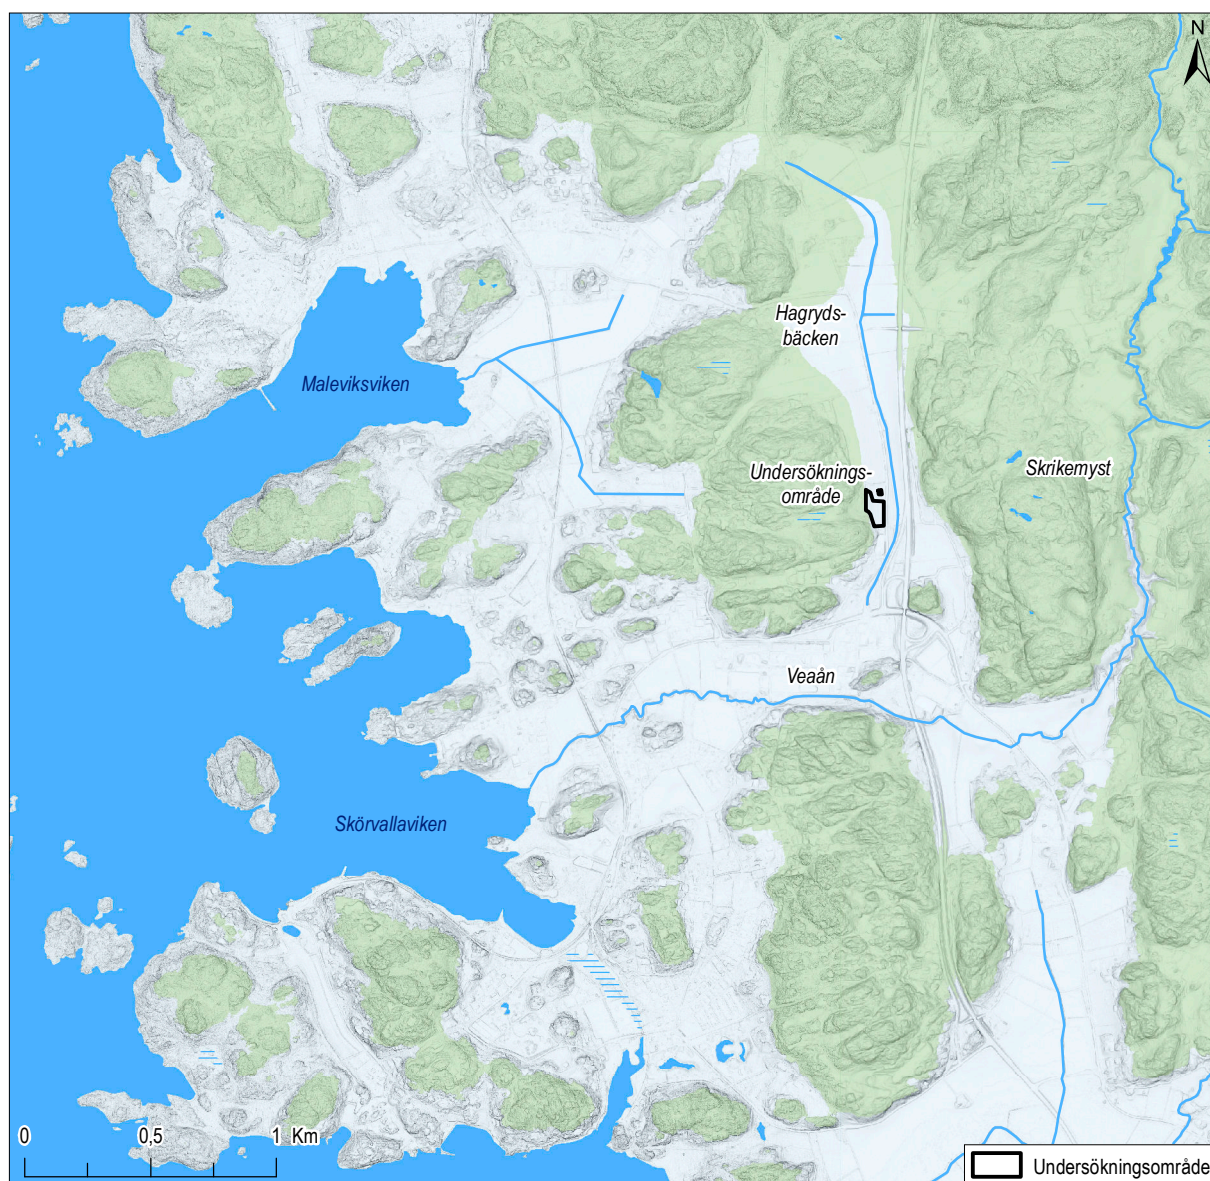 N
Hagryds-
bäcken
Maleviksviken
Undersöknings-
område
Skrikemyst
Veaån
Skörvallaviken
0 0,5 1 Km
Undersökningsområde